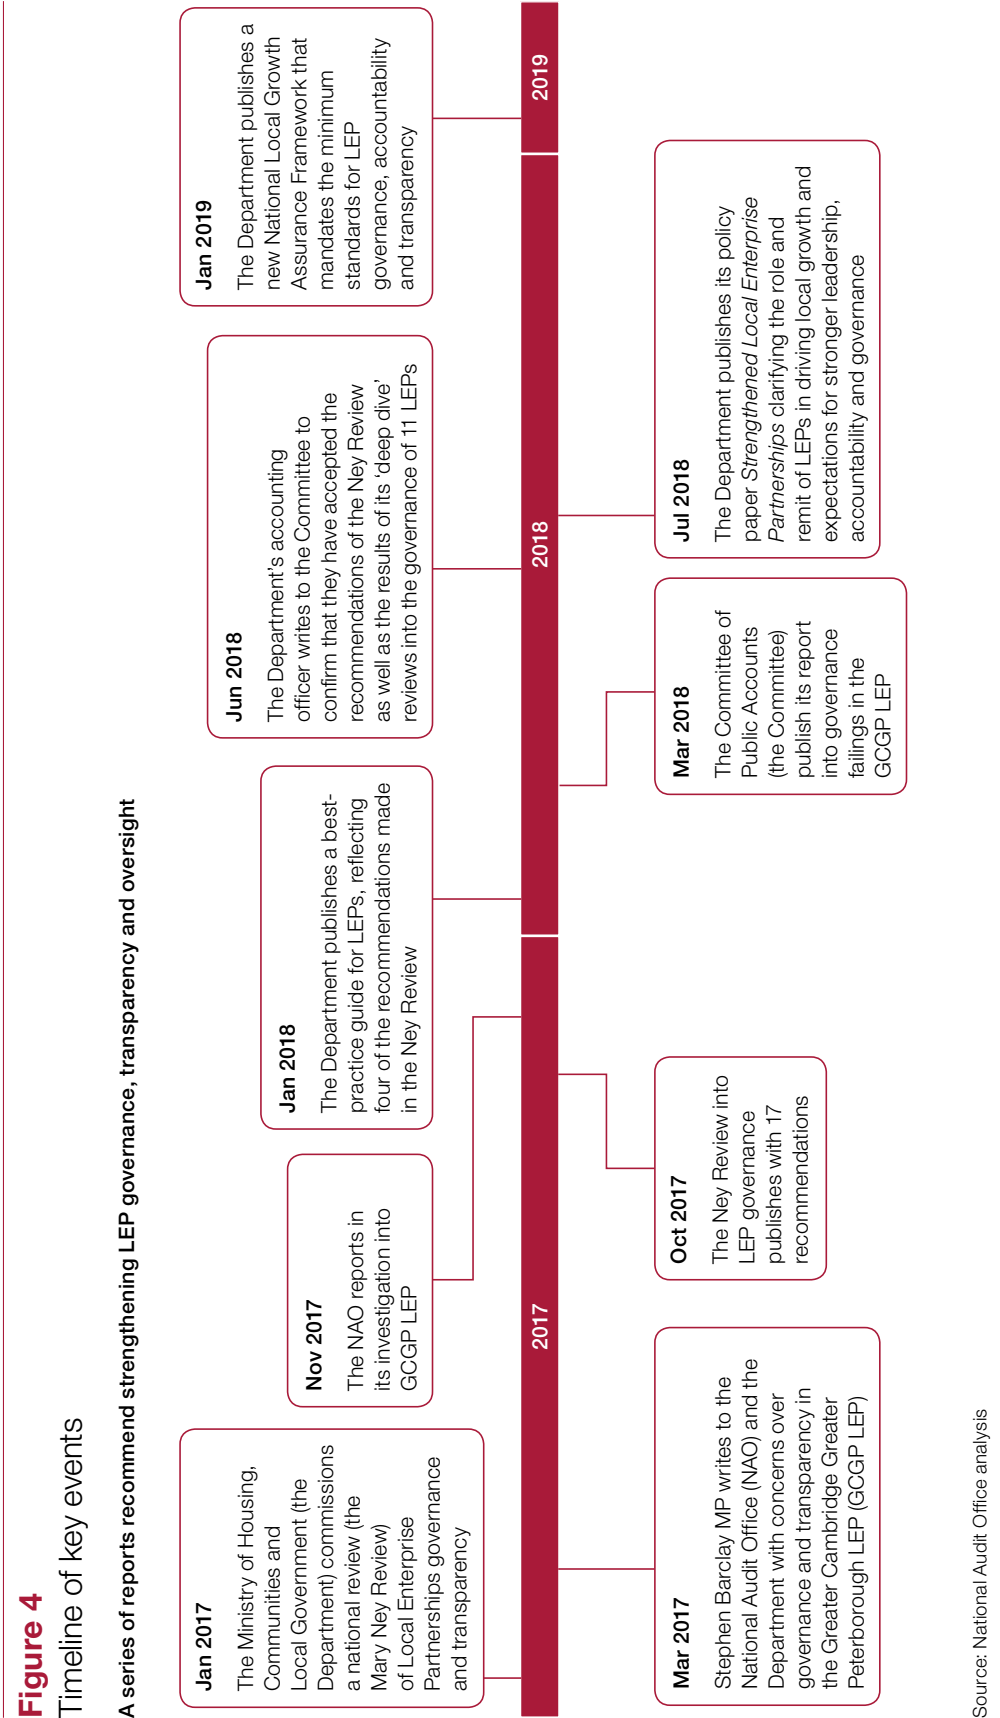 Figure 4
Timeline of key events
A series of reports recommend strengthening LEP governance, transparency and oversight
Jan 2017
The Ministry of Housing,
Communities and
Local Government (the
Department) commissions
a national review (the
Mary Ney Review)
of Local Enterprise
Partnerships governance
and transparency
Nov 2017
The NAO reports in
its investigation into
GCGP LEP
Jan 2018
The Department publishes a best-
practice guide for LEPs, reflecting
four of the recommendations made
in the Ney Review
Jun 2018
The Department's accounting
officer writes to the Committee to
confirm that they have accepted the
recommendations of the Ney Review
as well as the results of its ‘deep dive’
reviews into the governance of 11 LEPs
Jan 2019
The Department publishes a
new National Local Growth
Assurance Framework that
mandates the minimum
standards for LEP
governance, accountability
and transparency
2017
2018
2019
Mar 2017
Stephen Barclay MP writes to the
National Audit Office (NAO) and the
Department with concerns over
governance and transparency in
the Greater Cambridge Greater
Peterborough LEP (GCGP LEP)
Oct 2017
The Ney Review into
LEP governance
publishes with 17
recommendations
Mar 2018
The Committee of
Public Accounts
(the Committee)
publish its report
into governance
failings in the
GCGP LEP
Jul 2018
The Department publishes its policy
paper Strengthened Local Enterprise
Partnerships clarifying the role and
remit of LEPs in driving local growth and
expectations for stronger leadership,
accountability and governance
Source: National Audit Office analysis